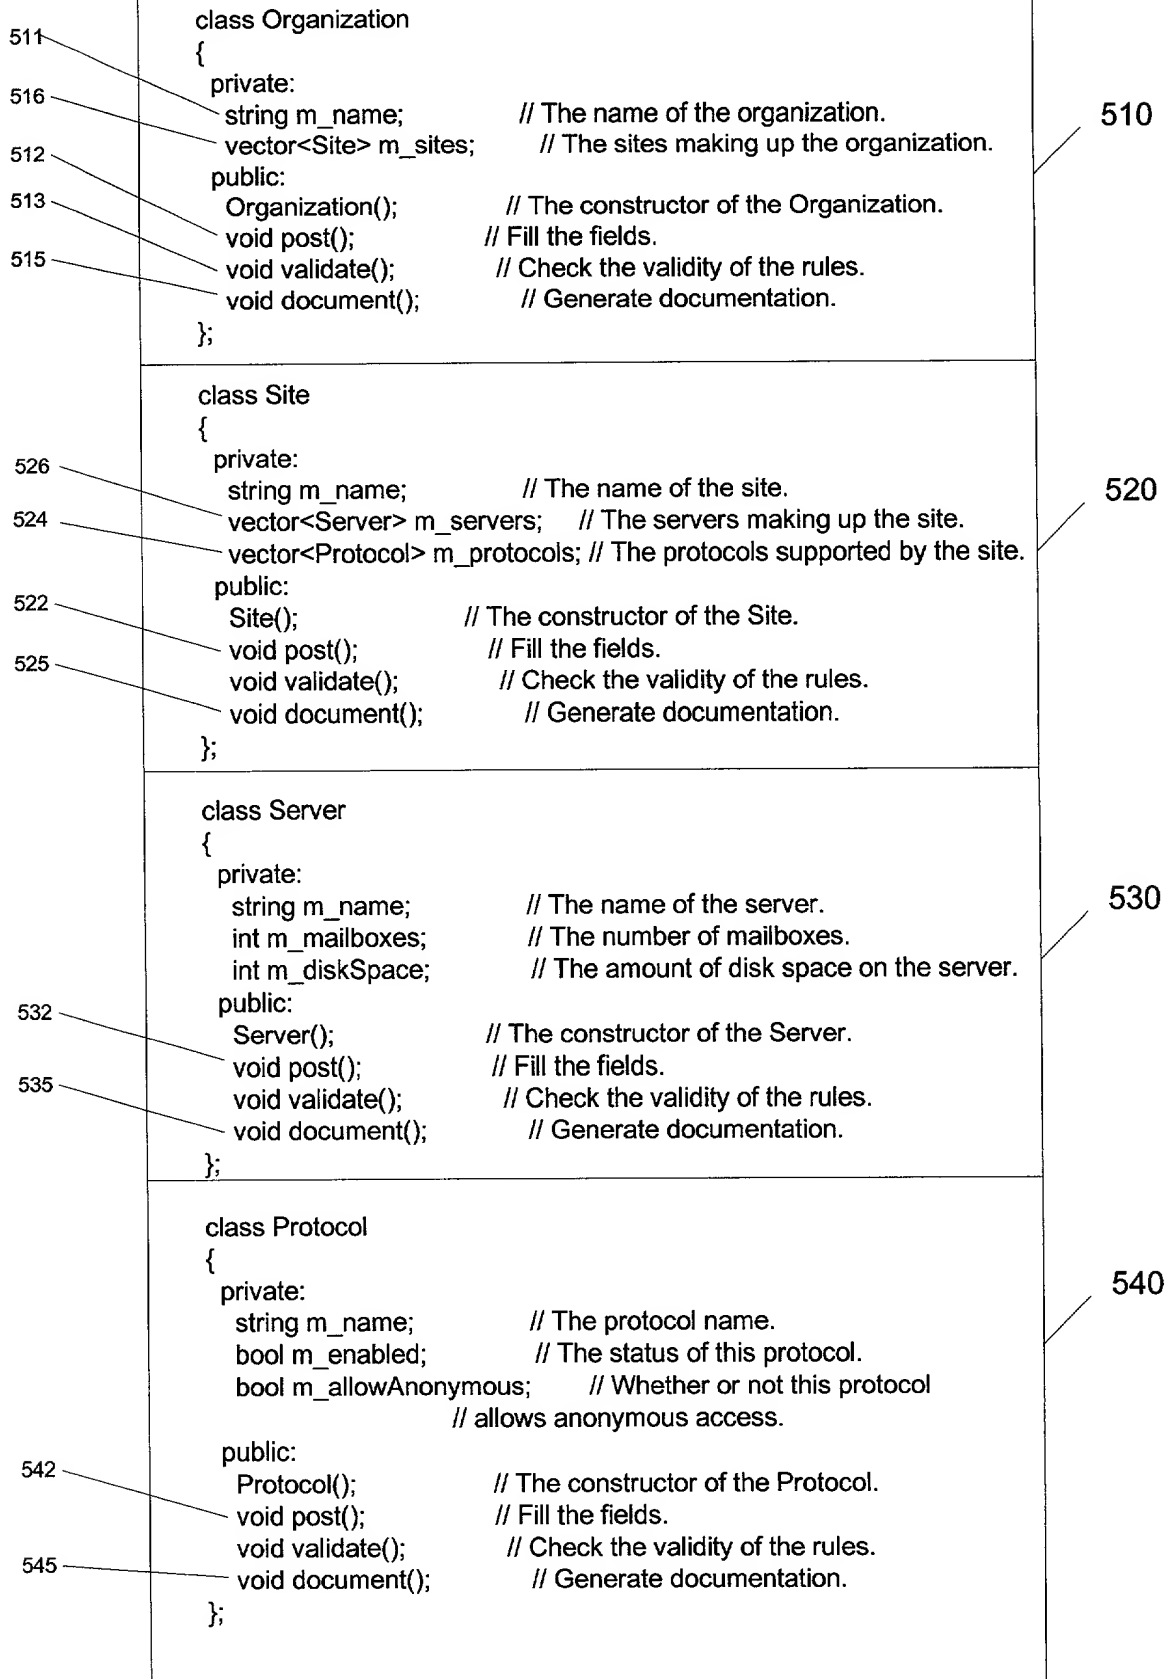 class Organization
511
{
private:
516
string m_name; // The name of the organization.
510
vector<Site> m_sites; // The sites making up the organization.
512
public:
513
Organization(); // The constructor of the Organization.
void post(); // Fill the fields.
515
void validate(); // Check the validity of the rules.
void document(); // Generate documentation.
};
class Site
{
526
private:
string m_name; // The name of the site.
520
524
vector<Server> m_servers; // The servers making up the site.
vector<Protocol> m_protocols; // The protocols supported by the site.
public:
522
Site(); // The constructor of the Site.
void post(); // Fill the fields.
525
void validate(); // Check the validity of the rules.
void document(); // Generate documentation.
};
class Server
{
private:
530
string m_name; // The name of the server.
int m_mailboxes; // The number of mailboxes.
int m_diskSpace; // The amount of disk space on the server.
public:
532
Server(); // The constructor of the Server.
void post(); // Fill the fields.
535
void validate(); // Check the validity of the rules.
void document(); // Generate documentation.
};
class Protocol
{
private:
540
string m_name; // The protocol name.
bool m_enabled; // The status of this protocol.
bool m_allowAnonymous; // Whether or not this protocol
// allows anonymous access.
public:
542
Protocol(); // The constructor of the Protocol.
void post(); // Fill the fields.
void validate(); // Check the validity of the rules.
545
void document(); // Generate documentation.
};